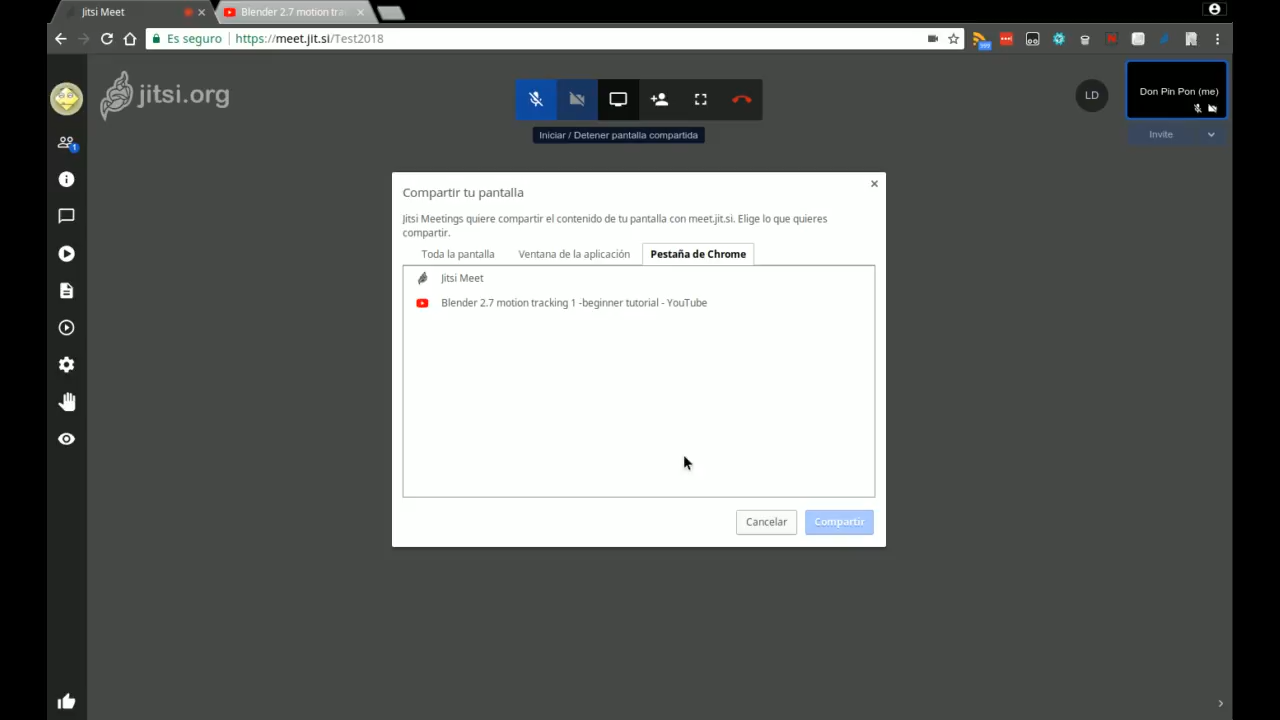 Jitsi Meet
Blender 2.7 motion trac
Es seguro
https://meet.jit.si/Test2018
399
jitsi.org
LD
Don Pin Pon (me)
Iniciar / Detener pantalla compartida
Invite
1
Compartir tu pantalla
Jitsi Meetings quiere compartir el contenido de tu pantalla con meet.jit.si. Elige lo que quieres
compartir.
Toda la pantalla
Ventana de la aplicación
Pestaña de Chrome
Jitsi Meet
Blender 2.7 motion tracking 1 -beginner tutorial - YouTube
Cancelar
Compartir